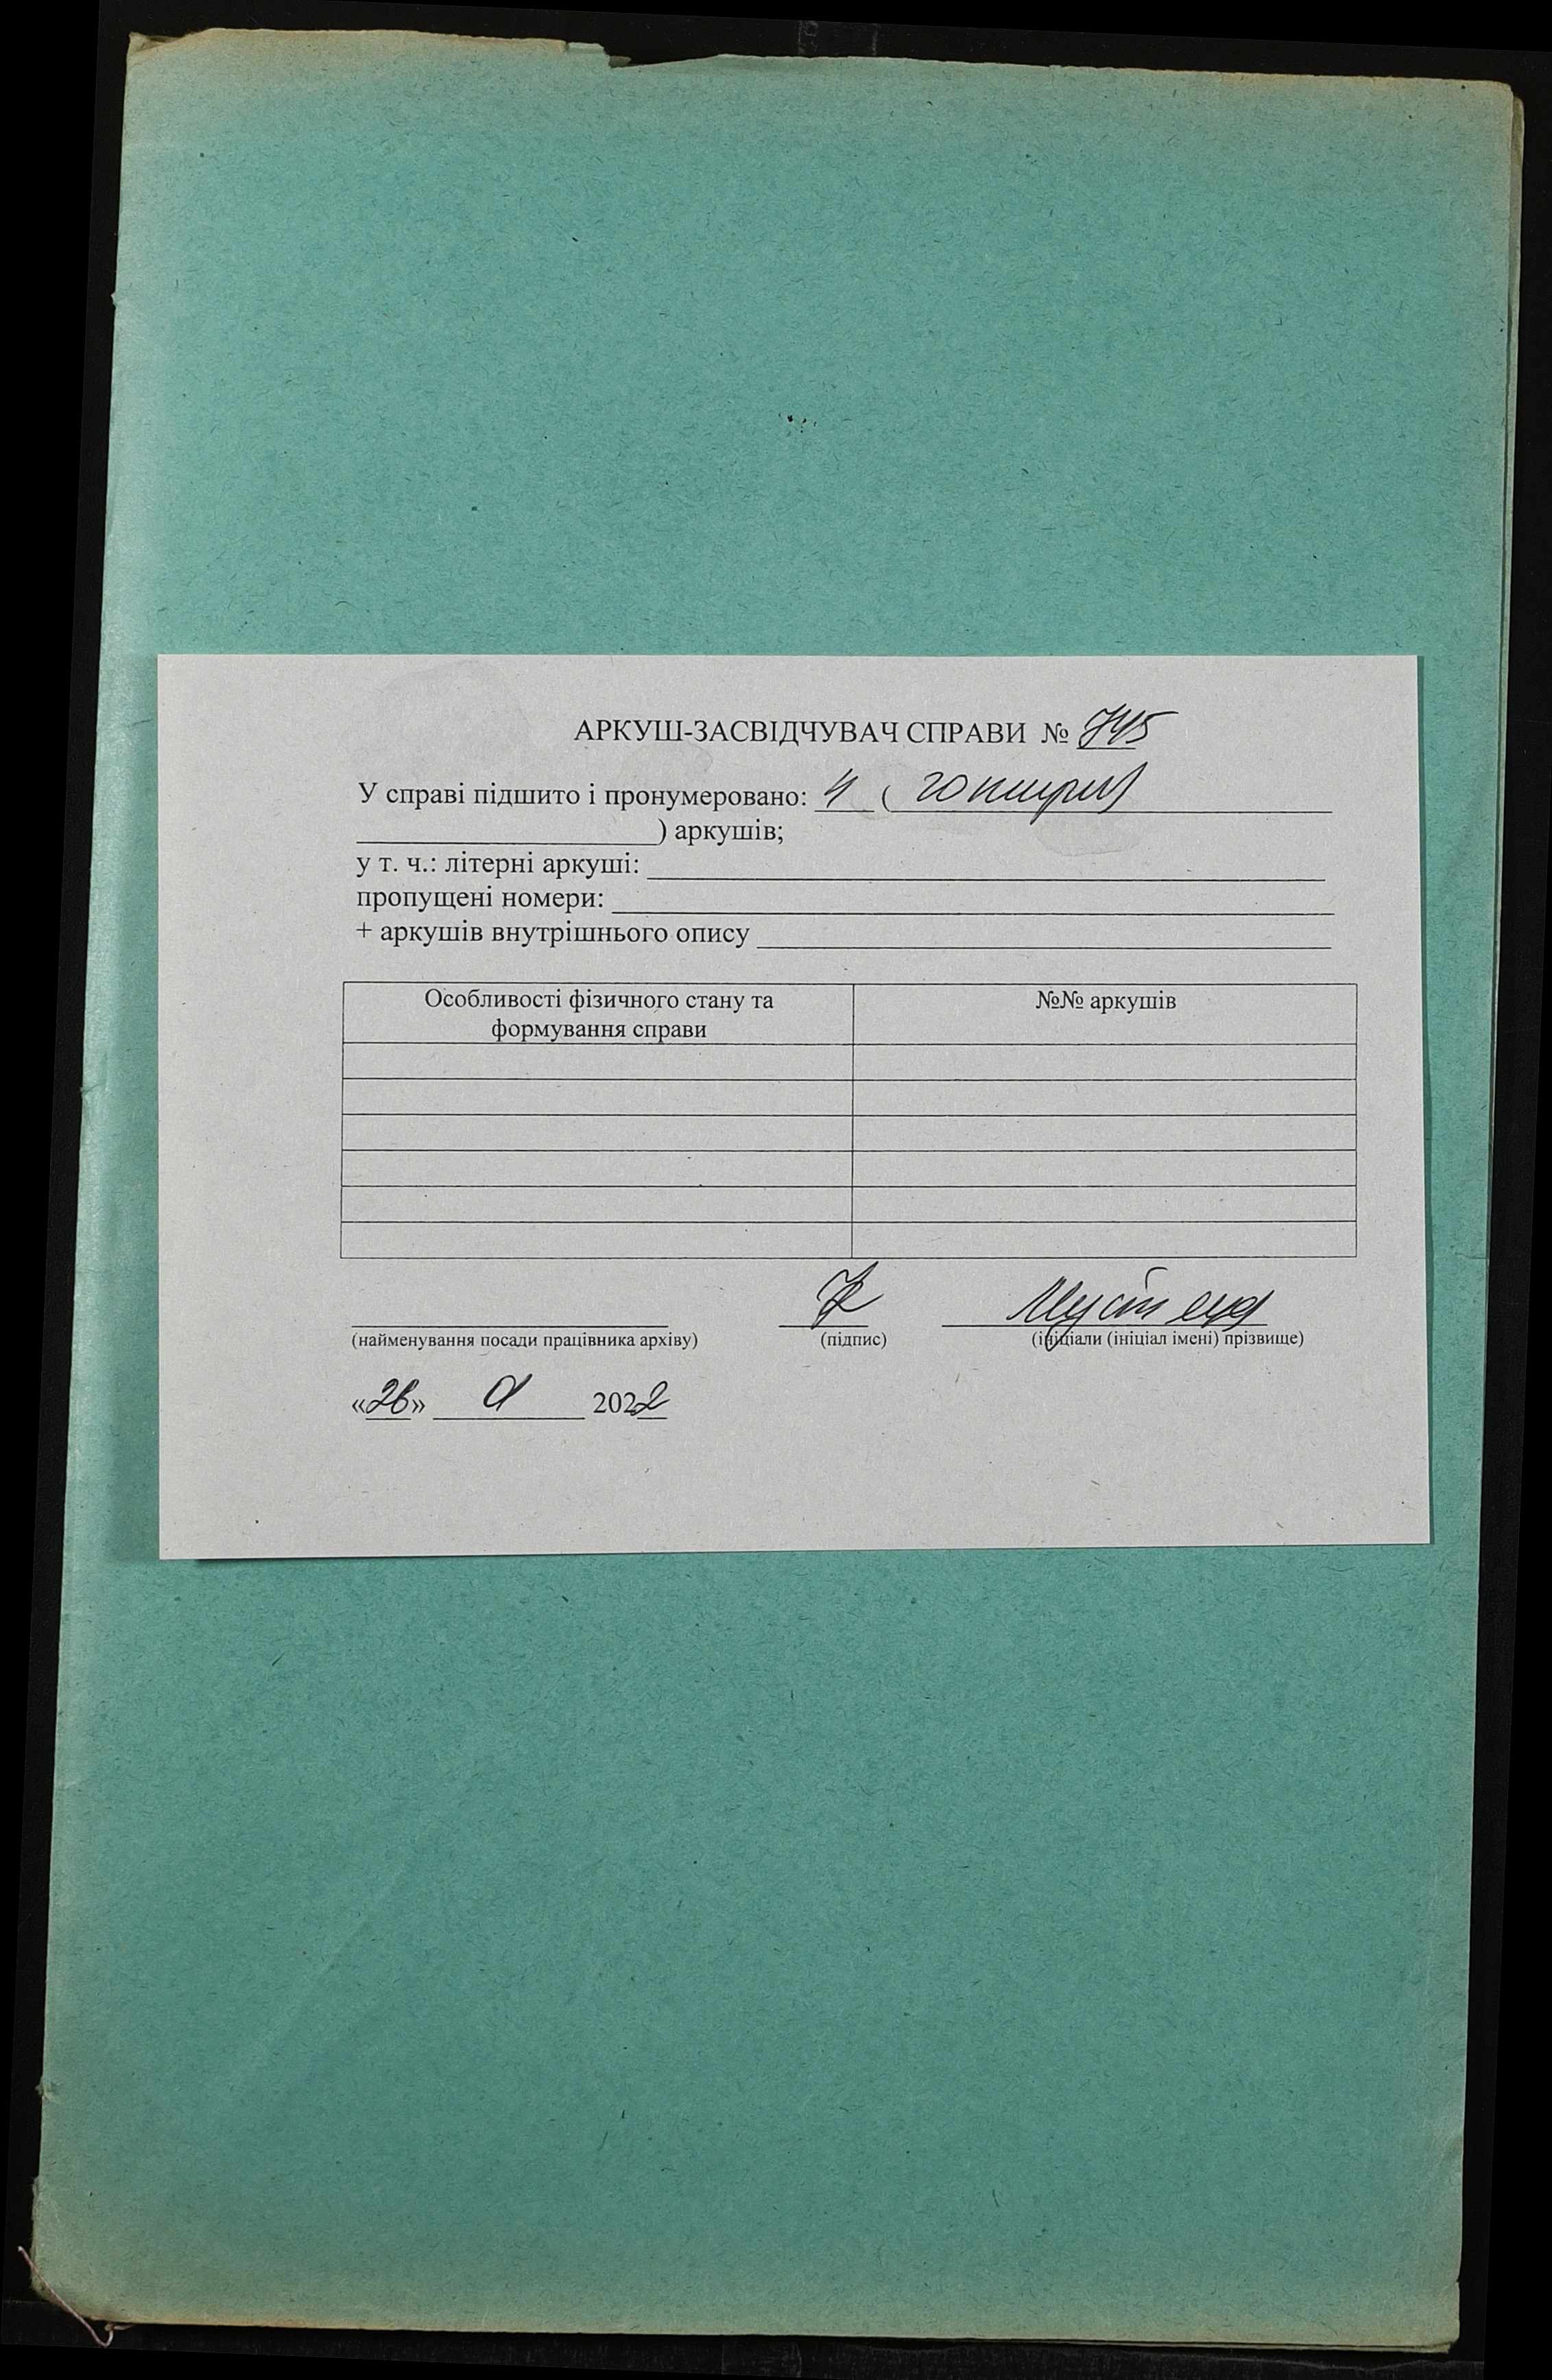 АРКУШ-ЗАСВІДЧУВАЧ СПРАВИ № 745
У справі підшито і пронумеровано: 4 ( чотири)
) аркушів;
у т. ч.: літерні аркуші:
пропущені номери:
+ аркушів внутрішнього опису
Особливості фізичного стану та
формування справи
№№ аркушів
(найменування посади працівника архіву)
(підпис)
(ініціали (ініціал імені) прізвище)
«26» 2022